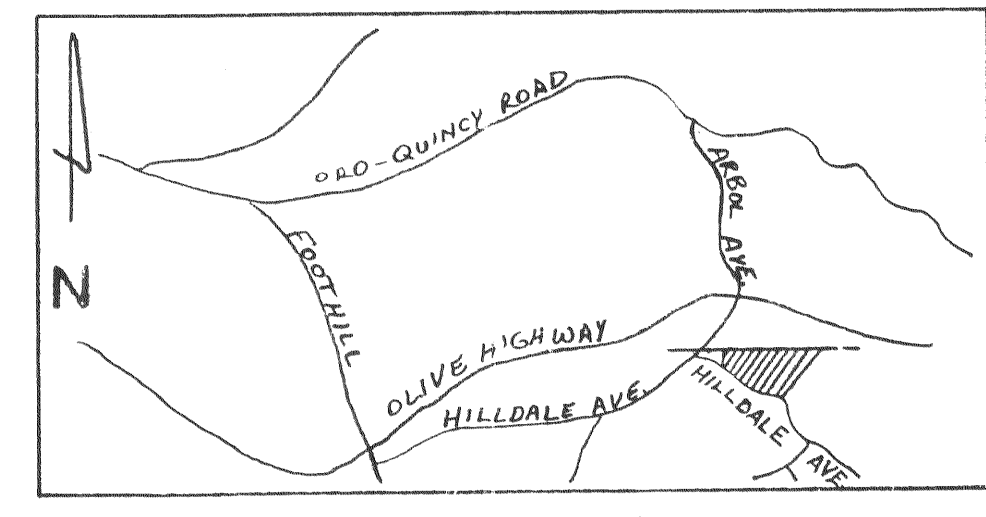 ORO-QUINCY ROAD
ARBOL AVE.
FOOTHILL
OLIVE HIGHWAY
HILLDALE AVE.
HILLDALE AVE.
N